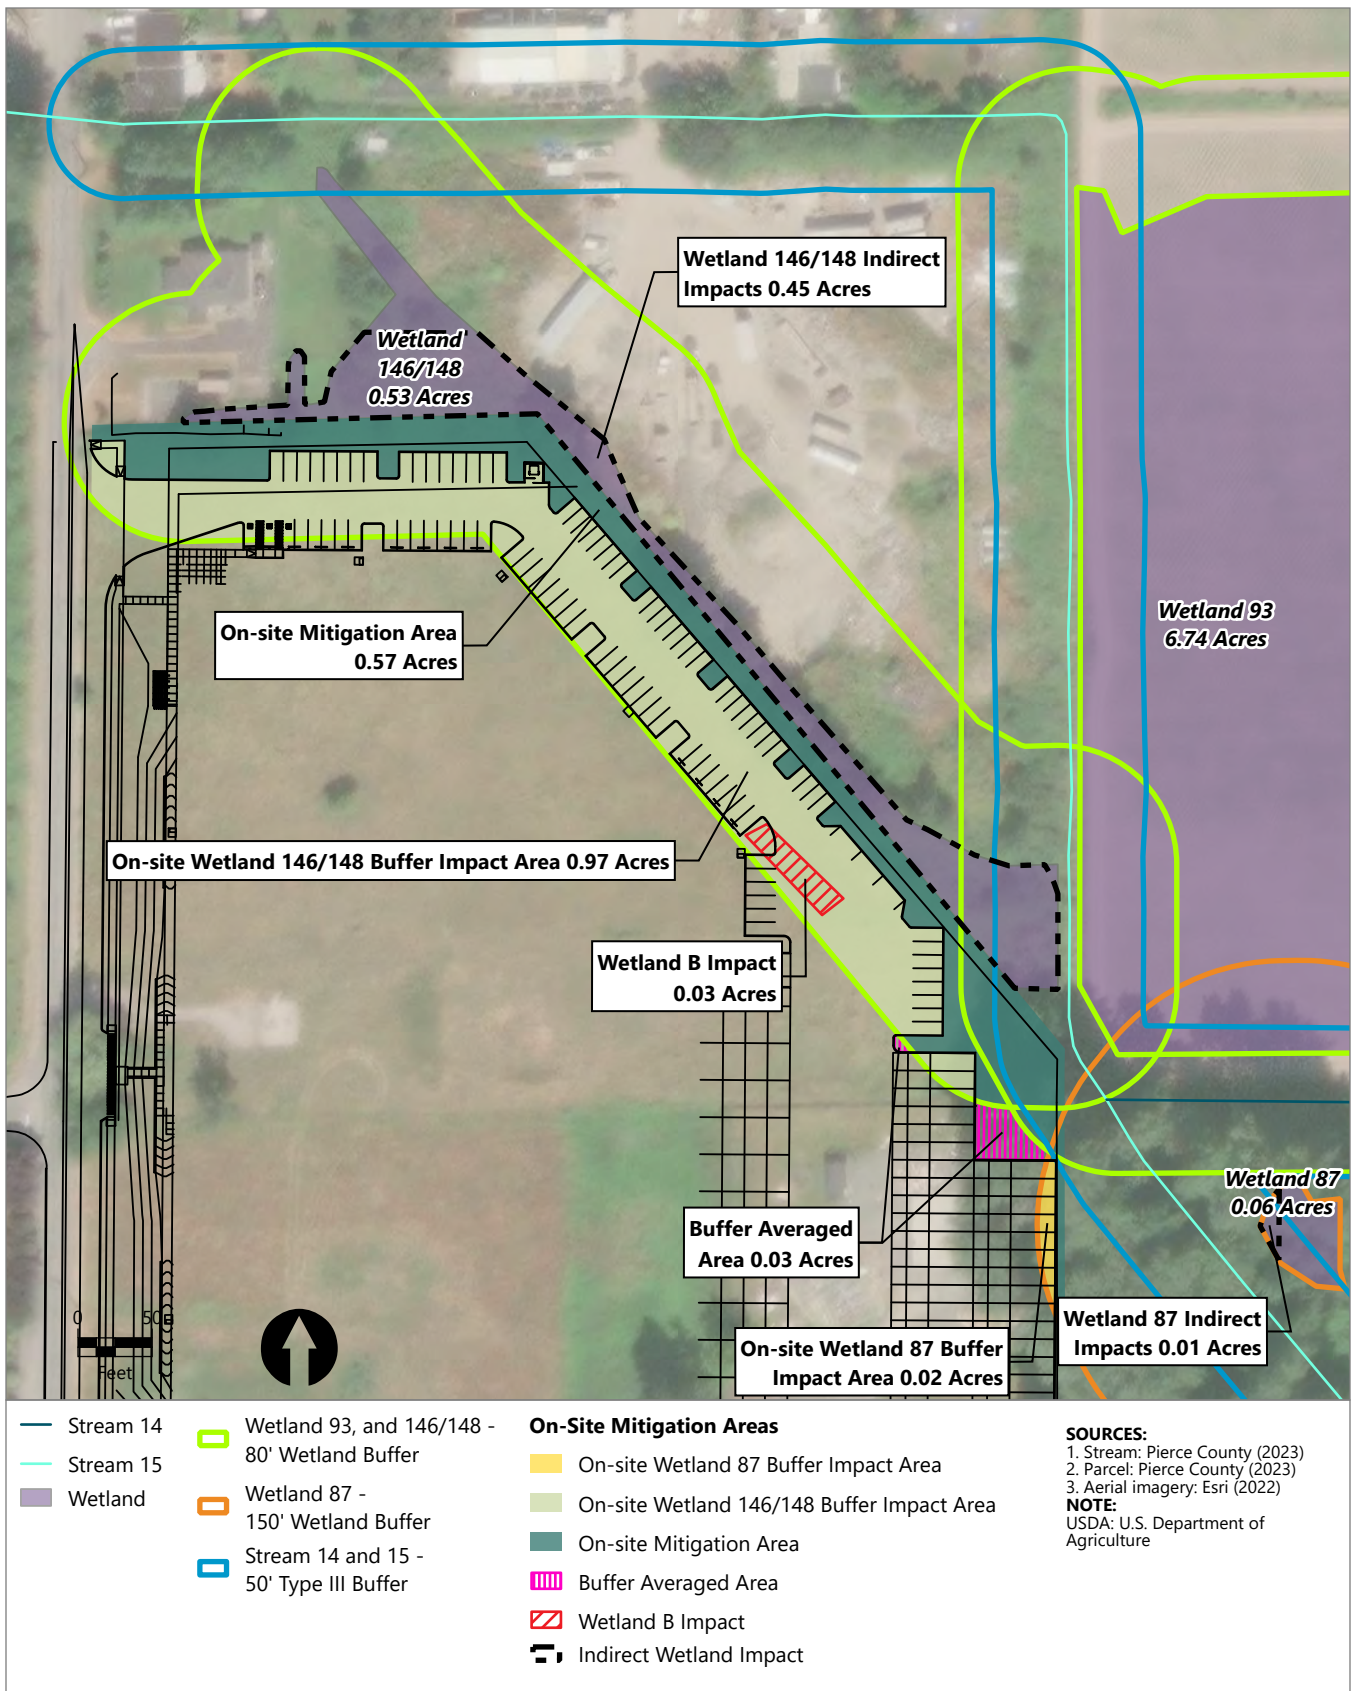 Wetland 146/148 Indirect
Impacts 0.45 Acres
Wetland
146/148
0.53 Acres
Wetland 93
6.74 Acres
On-site Mitigation Area
0.57 Acres
On-site Wetland 146/148 Buffer Impact Area 0.97 Acres
Wetland B Impact
0.03 Acres
Wetland 87
0.06 Acres
Buffer Averaged
Area 0.03 Acres
Wetland 87 Indirect
Impacts 0.01 Acres
On-site Wetland 87 Buffer
Impact Area 0.02 Acres
0 50
Feet
Stream 14
Stream 15
Wetland
Wetland 93, and 146/148 -
80' Wetland Buffer
Wetland 87 -
150' Wetland Buffer
Stream 14 and 15 -
50' Type III Buffer
On-Site Mitigation Areas
On-site Wetland 87 Buffer Impact Area
On-site Wetland 146/148 Buffer Impact Area
On-site Mitigation Area
Buffer Averaged Area
Wetland B Impact
Indirect Wetland Impact
SOURCES:
1. Stream: Pierce County (2023)
2. Parcel: Pierce County (2023)
3. Aerial imagery: Esri (2022)
NOTE:
USDA: U.S. Department of
Agriculture